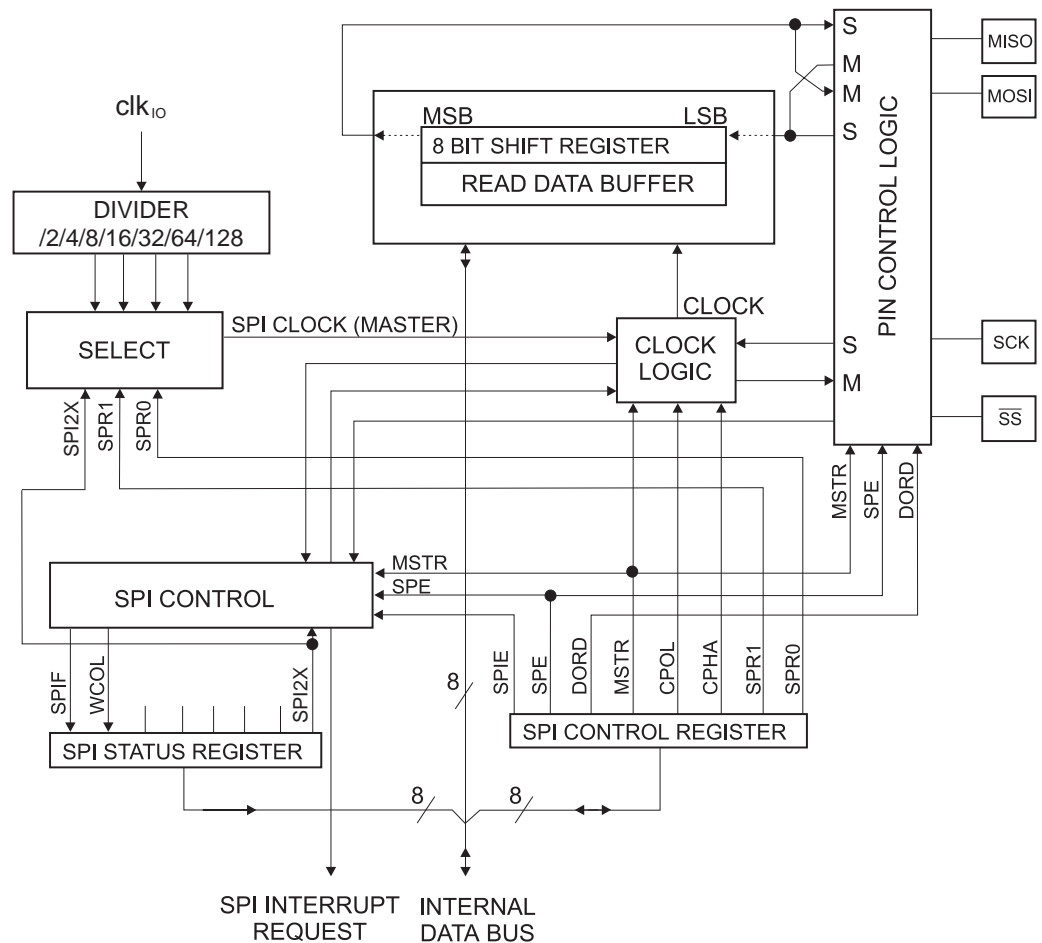 S
MISO
M
clk IO
MSB
LSB
M
MOSI
S
8 BIT SHIFT REGISTER
READ DATA BUFFER
DIVIDER
/2/4/8/16/32/64/128
PIN CONTROL LOGIC
CLOCK
SPI CLOCK (MASTER)
SELECT
CLOCK
LOGIC
S
SCK
M
SPI2X
SPR1
SPR0
SS
MSTR
SPE
DORD
MSTR
SPE
SPI CONTROL
SPIF
WCOL
SPI2X
8
SPIE
SPE
DORD
MSTR
CPOL
CPHA
SPR1
SPR0
SPI STATUS REGISTER
SPI CONTROL REGISTER
8
8
SPI INTERRUPT
REQUEST
INTERNAL
DATA BUS